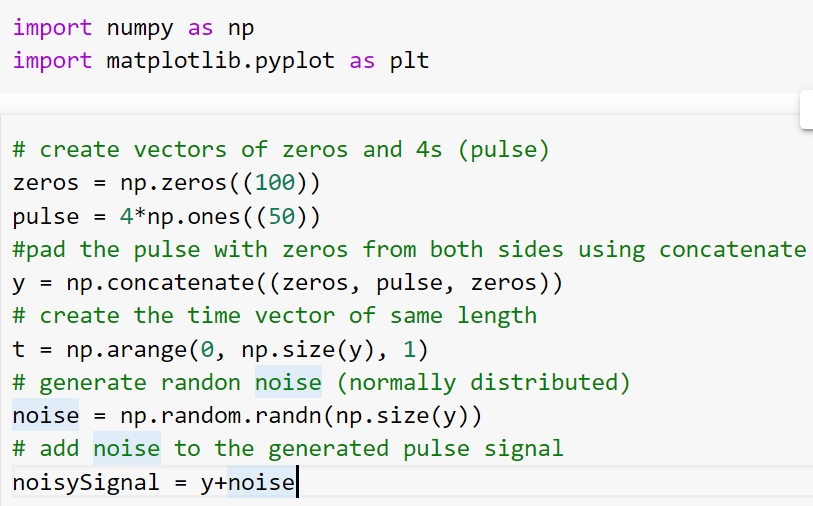 import numpy as np
import matplotlib.pyplot as plt
# create vectors of zeros and 4s (pulse)
zeros = np.zeros((100))
pulse = 4*np.ones((50))
#pad the pulse with zeros from both sides using concatenate
y = np.concatenate((zeros, pulse, zeros))
# create the time vector of same length
t = np.arange(0, np.size(y), 1)
# generate randon noise (normally distributed)
noise = np.random.randn(np.size(y))
# add noise to the generated pulse signal
noisySignal = y+noise